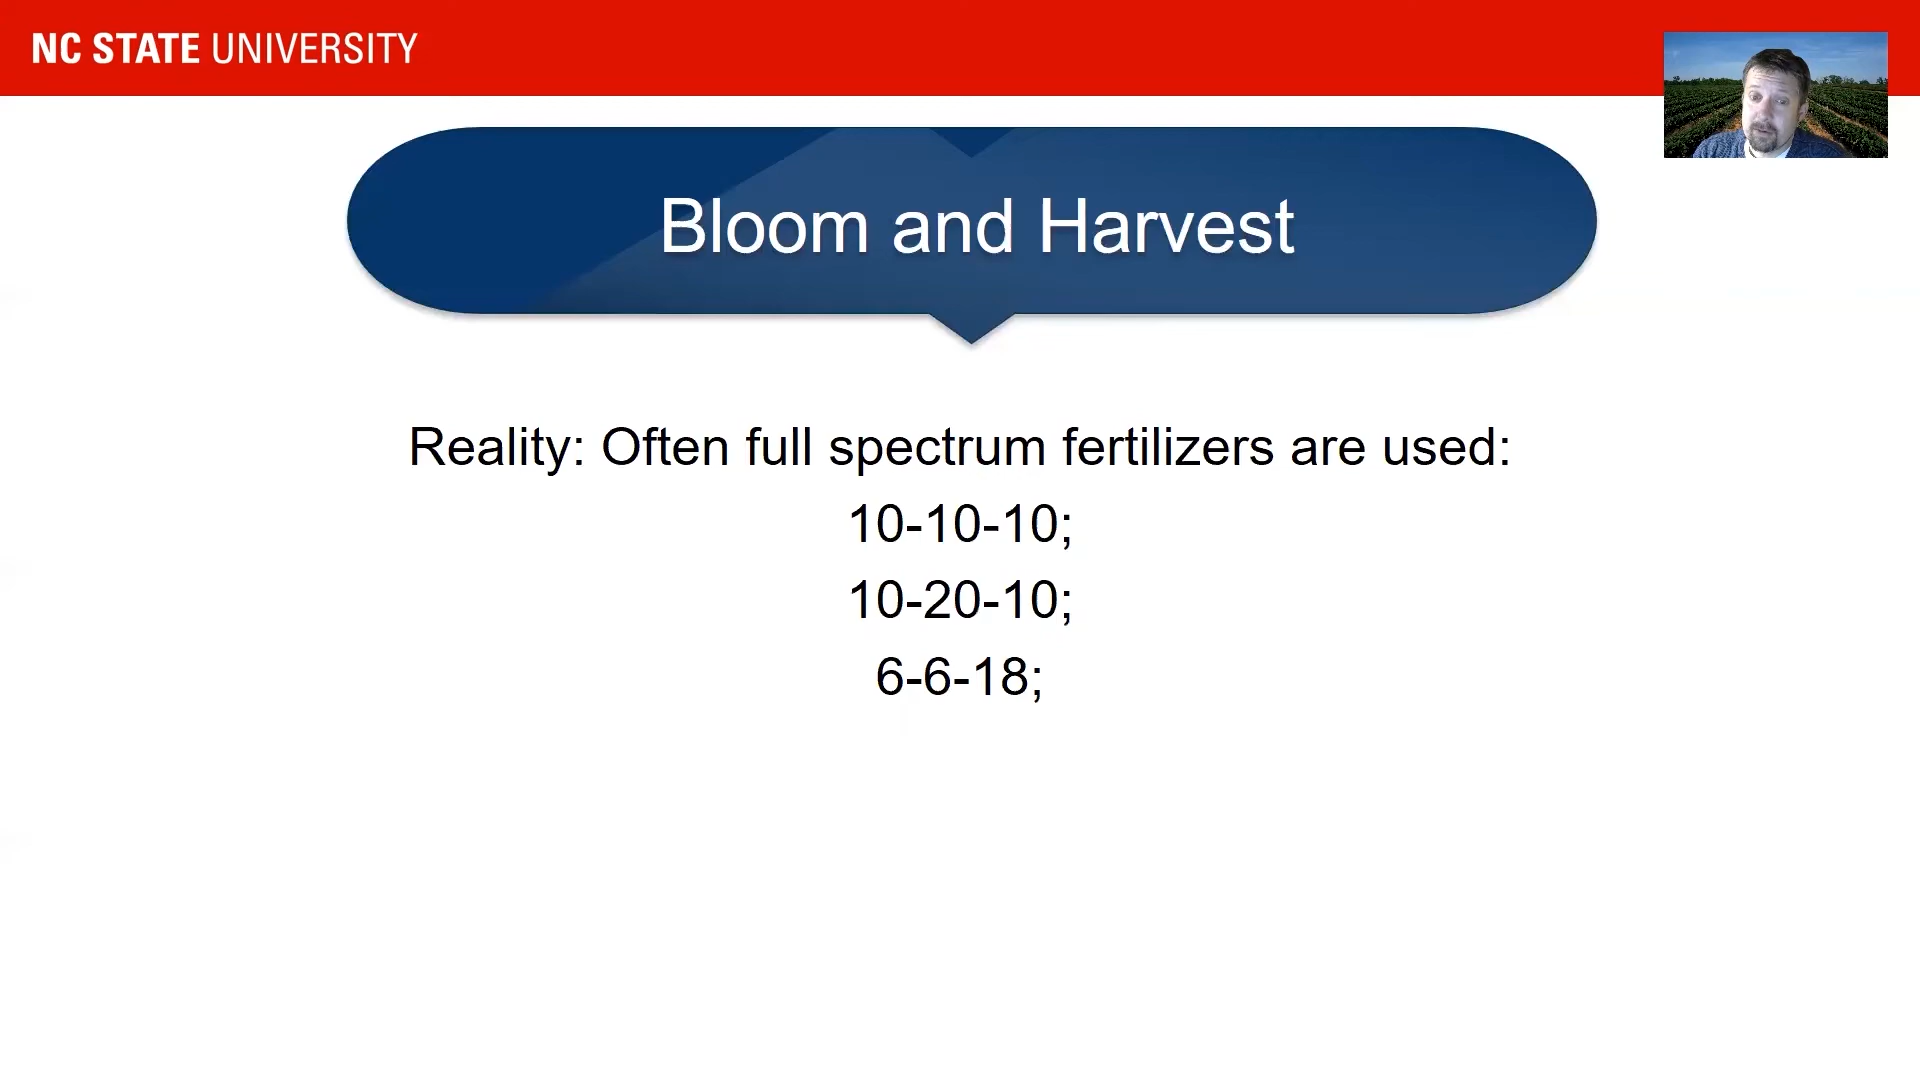 NC STATE UNIVERSITY
Bloom and Harvest
Reality: Often full spectrum fertilizers are used:
10-10-10;
10-20-10;
6-6-18;